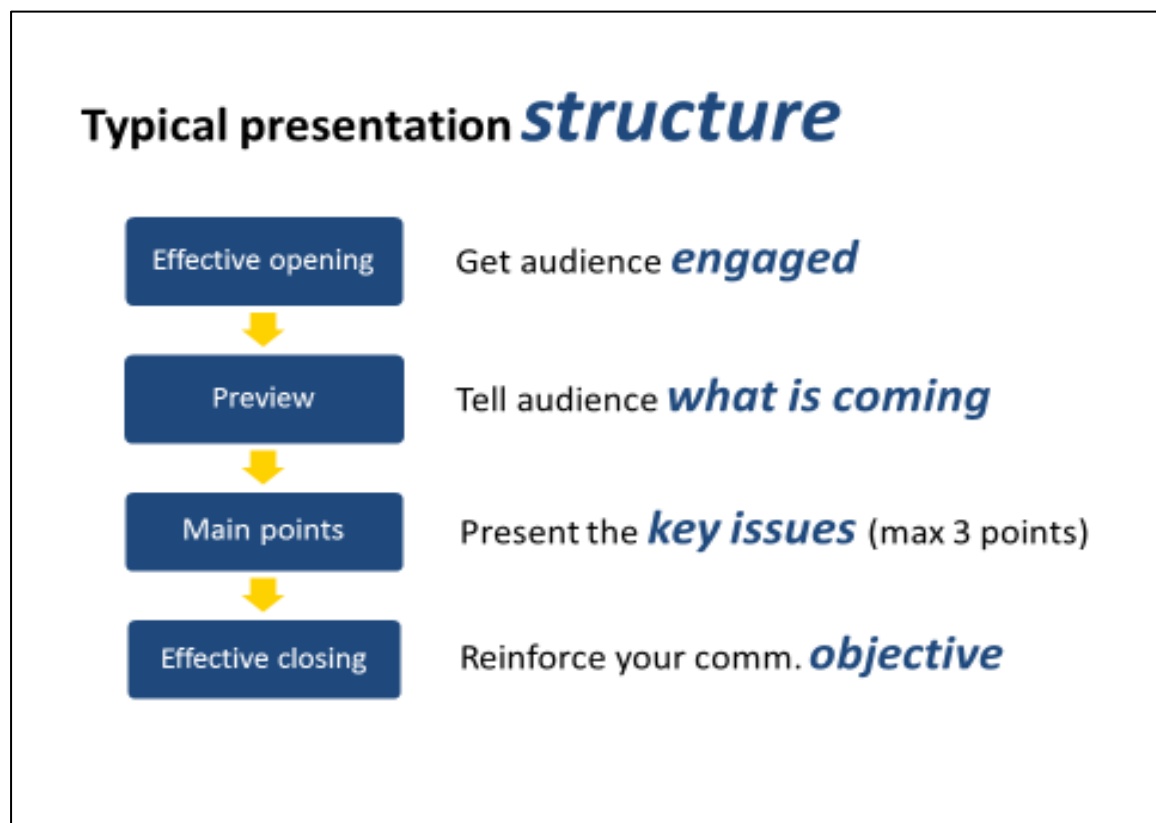 Typical presentation structure
Effective opening
Get audience engaged
Preview
Tell audience what is coming
Main points
Present the key issues (max 3 points)
Effective closing
Reinforce your comm. objective